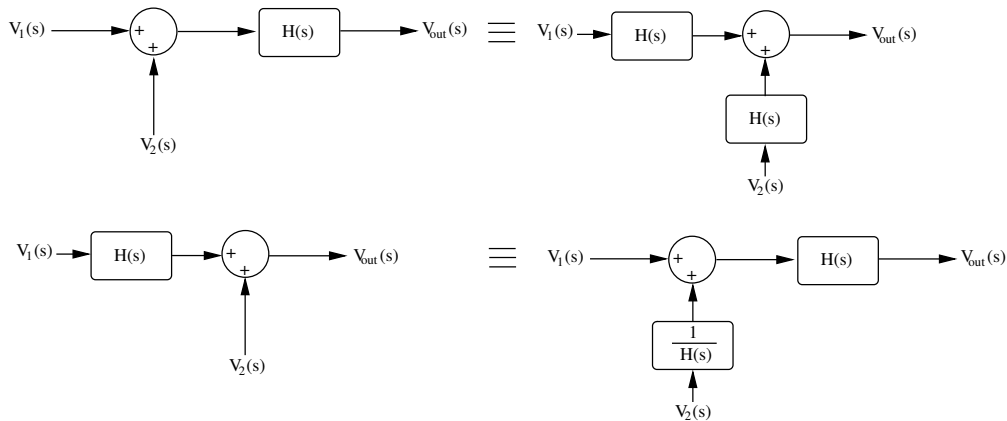 V1(s) + + H(s) Vout(s) ≡ V1(s) H(s) + + Vout(s)
V2(s) H(s)
V2(s)
V1(s) H(s) + + Vout(s) ≡ V1(s) + + H(s) Vout(s)
V2(s) 1
H(s)
V2(s)